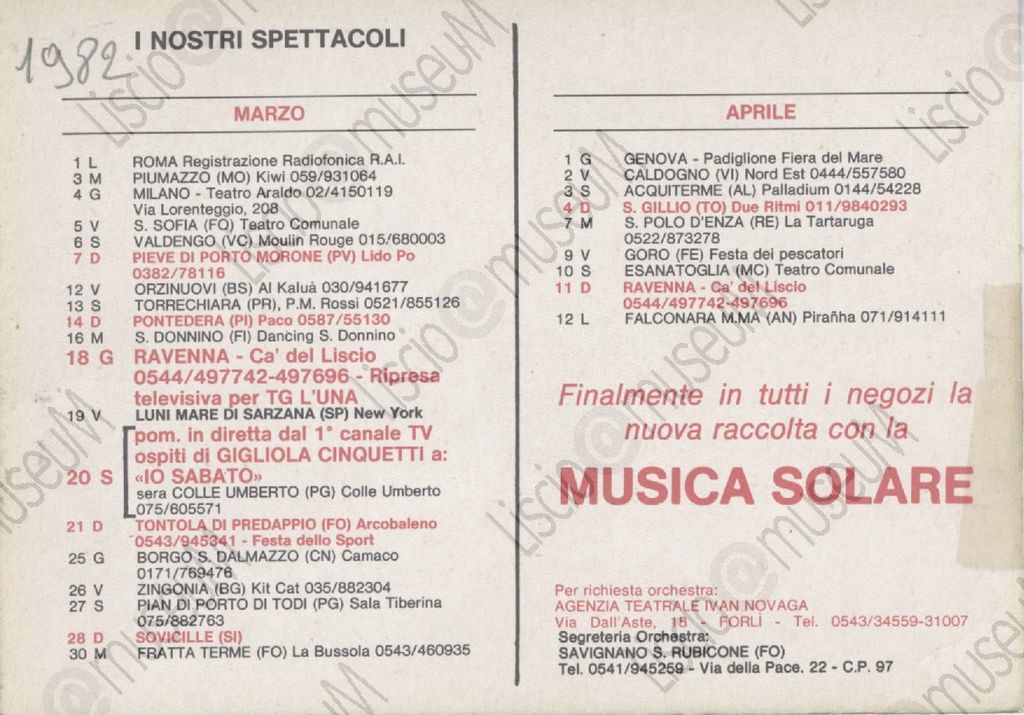 1982
I NOSTRI SPETTACOLI
MARZO
1 L ROMA Registrazione Radiofonica R.A.I.
3 M PIUMAZZO (MO) Kiwi 059/931064
4 G MILANO - Teatro Araldo 02/4150119
Via Lorenteggio, 208
5 V S. SOFIA (FO) Teatro Comunale
6 S VALDENGO (VC) Moulin Rouge 015/680003
7 D PIEVE DI PORTO MORONE (PV) Lido Po
0382/78116
12 V ORZINUOVI (BS) Al Kaluà 030/941677
13 S TORRECHIARA (PR), P.M. Rossi 0521/855126
14 D PONTEDERA (PI) Paco 0587/55130
16 M S. DONNINO (FI) Dancing S. Donnino
18 G RAVENNA - Ca' del Liscio
0544/497742-497696 - Ripresa
televisiva per TG L'UNA
19 V LUNI MARE DI SARZANA (SP) New York
pom. in diretta dal 1° canale TV
ospiti di GIGLIOLA CINQUETTI a:
20 S «IO SABATO»
sera COLLE UMBERTO (PG) Colle Umberto
075/605571
21 D TONTOLA DI PREDAPPIO (FO) Arcobaleno
0543/945341 - Festa dello Sport
25 G BORGO S. DALMAZZO (CN) Camaco
0171/769476
26 V ZINGONIA (BG) Kit Cat 035/882304
27 S PIAN DI PORTO DI TODI (PG) Sala Tiberina
075/882763
28 D SOVICILLE (SI)
30 M FRATTA TERME (FO) La Bussola 0543/460935
APRILE
1 G GENOVA - Padiglione Fiera del Mare
2 V CALDOGNO (VI) Nord Est 0444/557580
3 S ACQUITERME (AL) Palladium 0144/54228
4 D S. GILLIO (TO) Due Ritmi 011/9840293
7 M S. POLO D'ENZA (RE) La Tartaruga
0522/873278
9 V GORO (FE) Festa dei pescatori
10 S ESANATOGLIA (MC) Teatro Comunale
11 D RAVENNA - Ca' del Liscio
0544/497742-497696
12 L FALCONARA M.MA (AN) Pirañha 071/914111
Finalmente in tutti i negozi la
nuova raccolta con la
MUSICA SOLARE
Per richiesta orchestra:
AGENZIA TEATRALE IVAN NOVAGA
Via Dall'Aste, 18 - FORLÌ - Tel. 0543/34559-31007
Segreteria Orchestra:
SAVIGNANO S. RUBICONE (FO)
Tel. 0541/945259 - Via della Pace. 22 - C.P. 97
Liscio@museuM
Liscio@museuM
Liscio@museuM